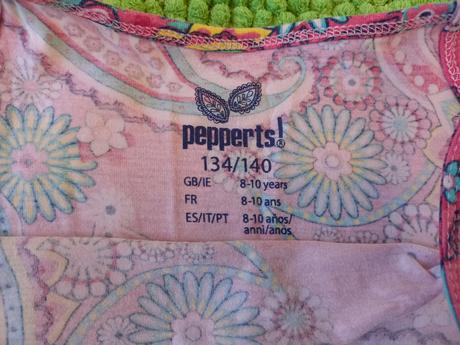 pepperts!®
134/140
GB/IE 8-10 years
FR 8-10 ans
ES/IT/PT 8-10 años/
anni/anos